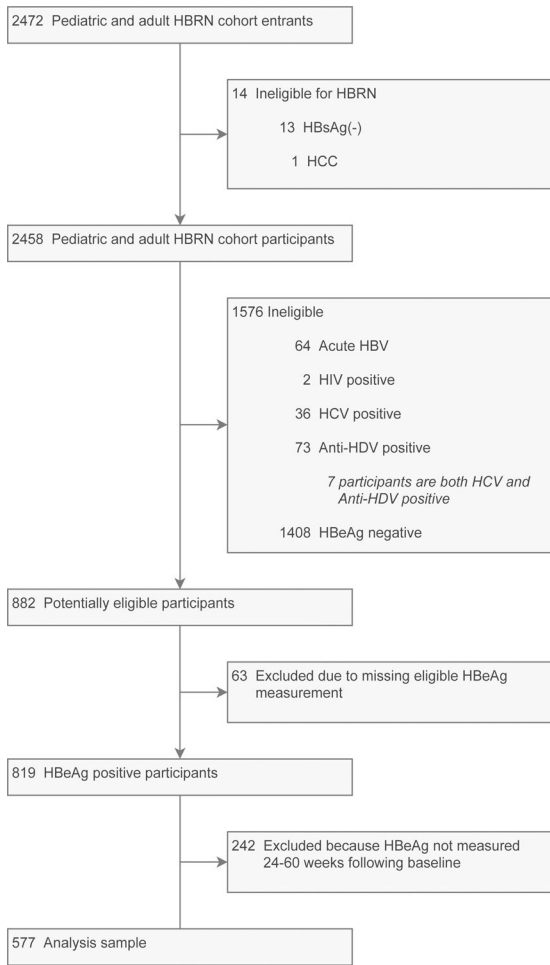 2472 Pediatric and adult HBRN cohort entrants
14 Ineligible for HBRN
13 HBsAg(-)
1 HCC
2458 Pediatric and adult HBRN cohort participants
1576 Ineligible
64 Acute HBV
2 HIV positive
36 HCV positive
73 Anti-HDV positive
7 participants are both HCV and
Anti-HDV positive
1408 HBeAg negative
882 Potentially eligible participants
63 Excluded due to missing eligible HBeAg
measurement
819 HBeAg positive participants
242 Excluded because HBeAg not measured
24-60 weeks following baseline
577 Analysis sample